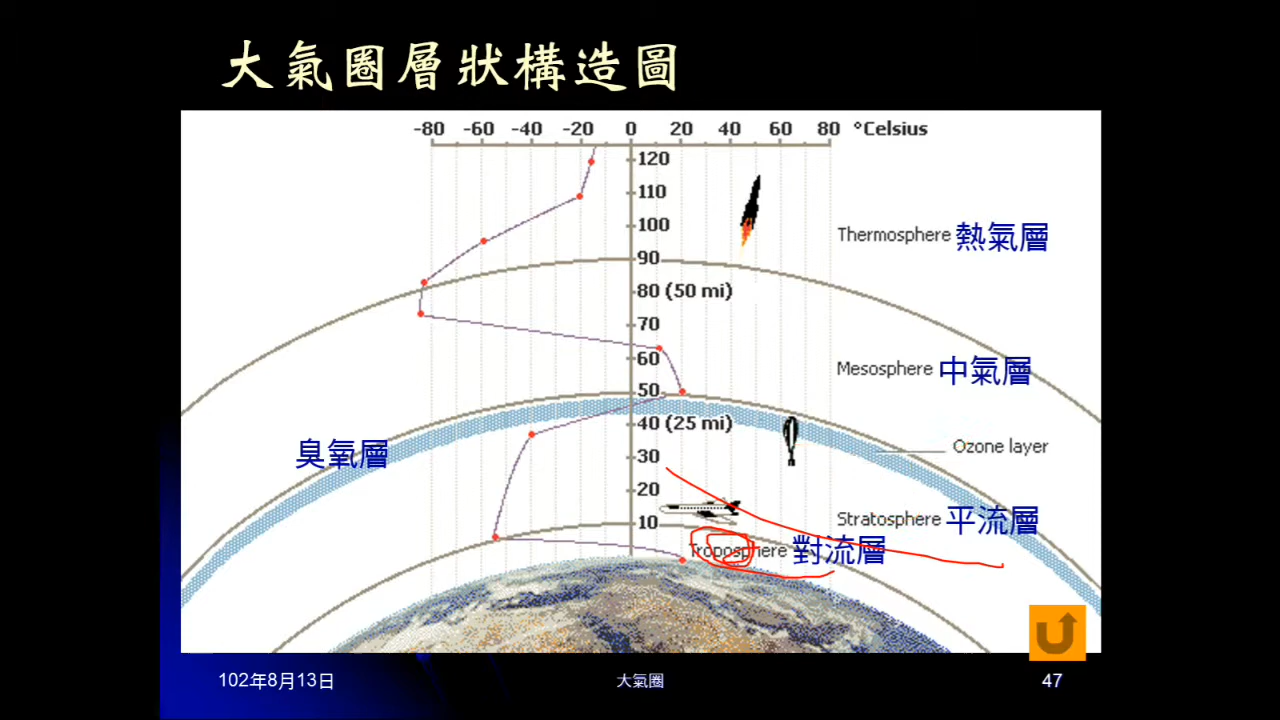 大氣圈層狀構造圖
-80 -60 -40 -20 0 20 40 60 80 °Celsius
120
110
100
Thermosphere 熱氣層
90
80 (50 mi)
70
60
Mesosphere 中氣層
50
40 (25 mi)
Ozone layer
臭氧層
30
20
Stratosphere 平流層
10
Troposphere 對流層
102年8月13日 大氣圈 47